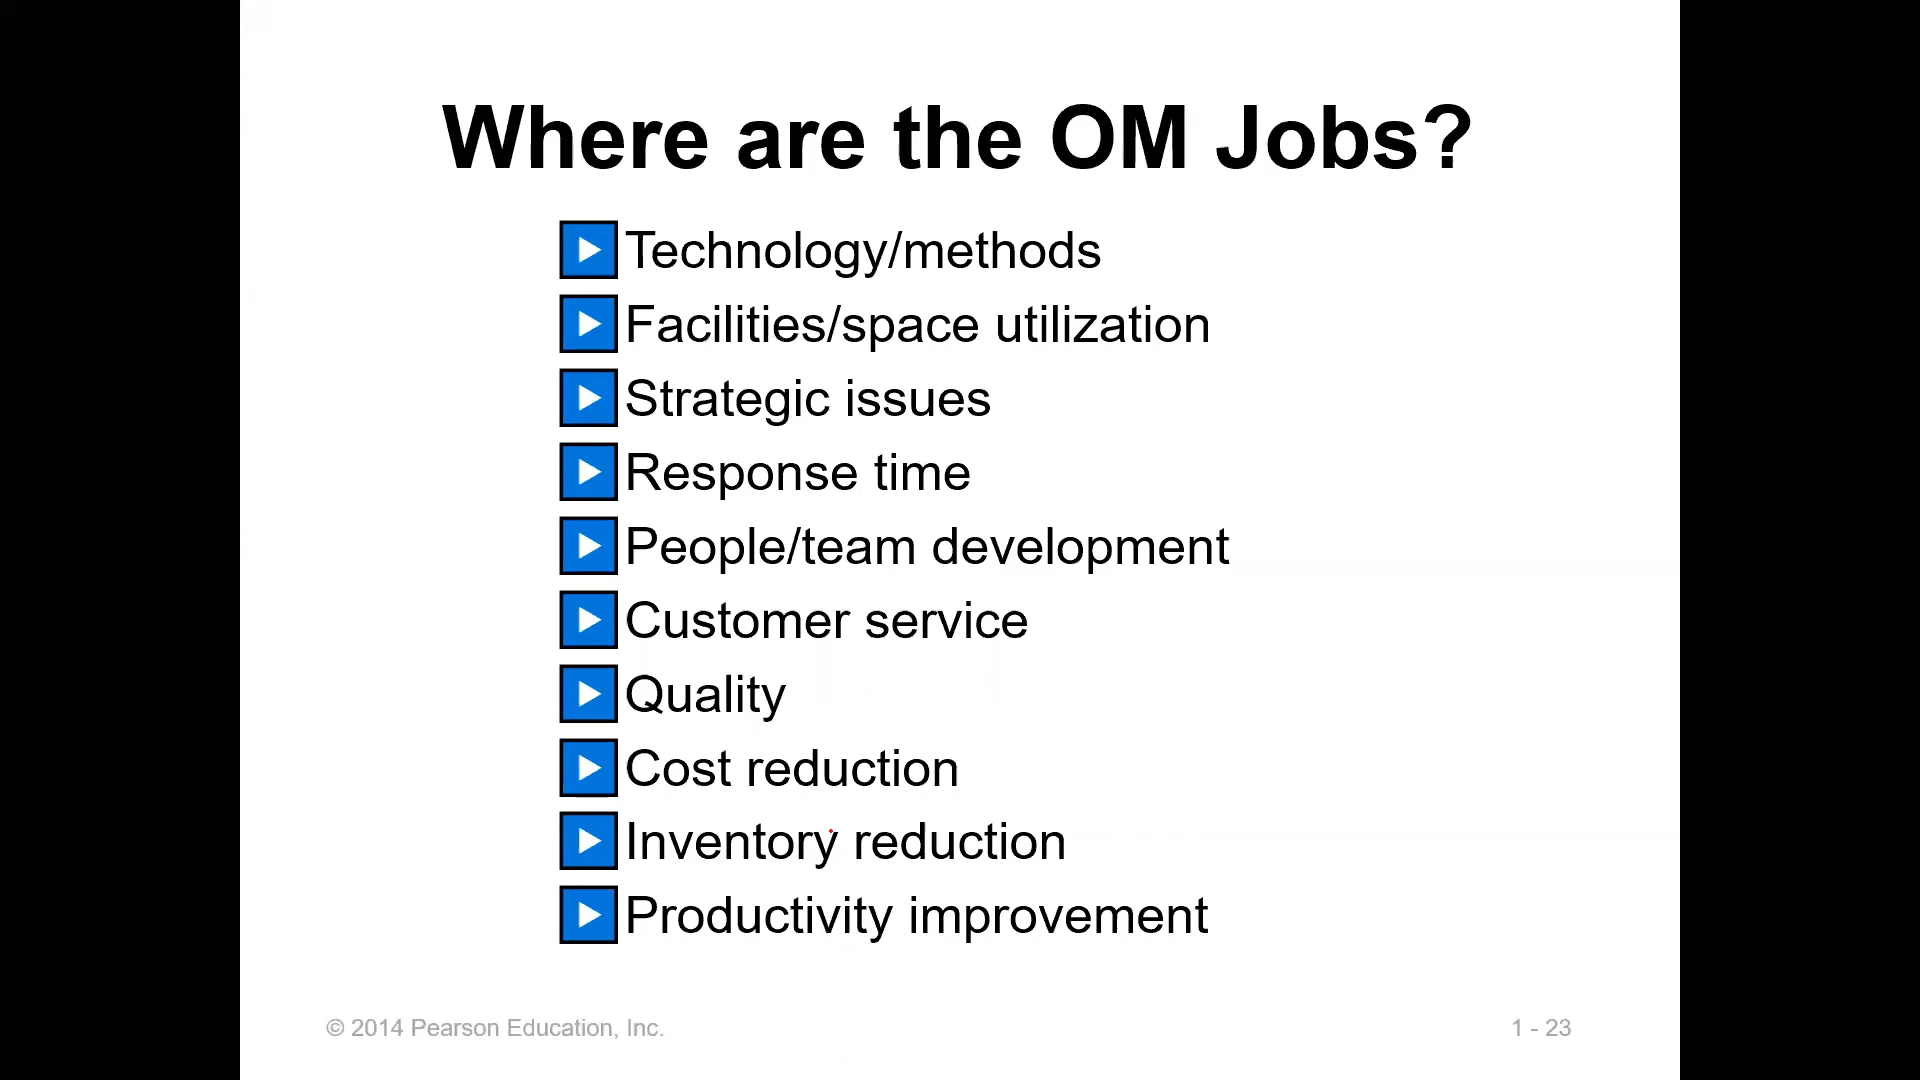 Where are the OM Jobs?
Technology/methods
Facilities/space utilization
Strategic issues
Response time
People/team development
Customer service
Quality
Cost reduction
Inventory reduction
Productivity improvement
© 2014 Pearson Education, Inc.
1 - 23